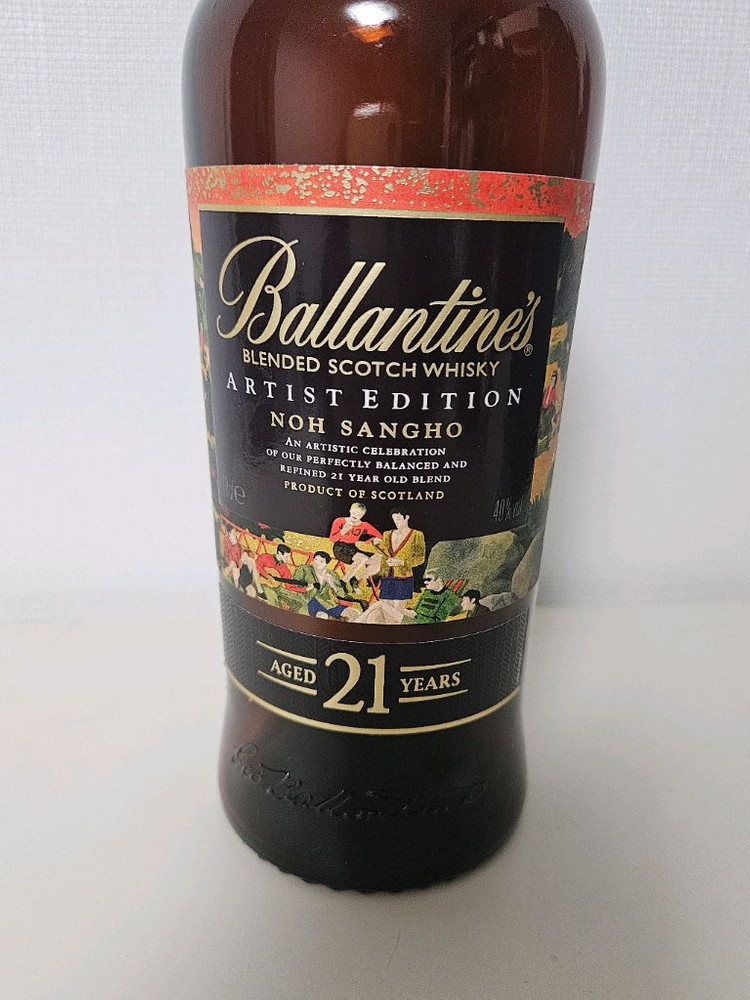 Ballantine's®
BLENDED SCOTCH WHISKY
ARTIST EDITION
NOH SANGHO
AN ARTISTIC CELEBRATION
OF OUR PERFECTLY BALANCED AND
REFINED 21 YEAR OLD BLEND
PRODUCT OF SCOTLAND
40% vol
AGED 21 YEARS